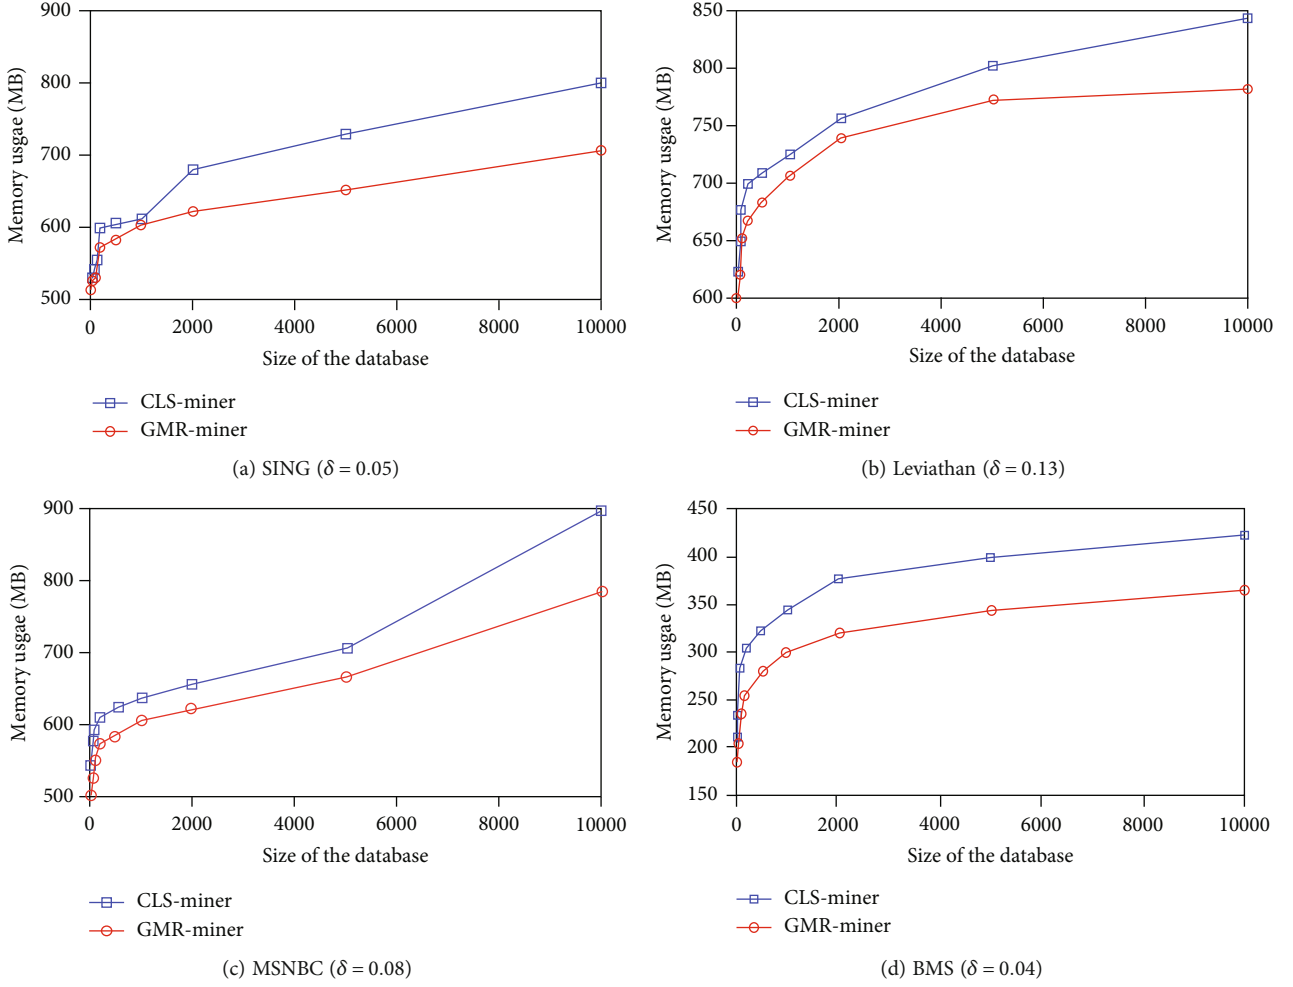 900
800
700
600
500
Memory usgae (MB)
0
2000
4000
6000
8000
10000
Size of the database
CLS-miner
GMR-miner
(a) SING (δ = 0.05)
850
800
750
700
650
600
Memory usgae (MB)
0
2000
4000
6000
8000
10000
Size of the database
CLS-miner
GMR-miner
(b) Leviathan (δ = 0.13)
900
800
700
600
500
Memory usgae (MB)
0
2000
4000
6000
8000
10000
Size of the database
CLS-miner
GMR-miner
(c) MSNBC (δ = 0.08)
450
400
350
300
250
200
150
Memory usgae (MB)
0
2000
4000
6000
8000
10000
Size of the database
CLS-miner
GMR-miner
(d) BMS (δ = 0.04)